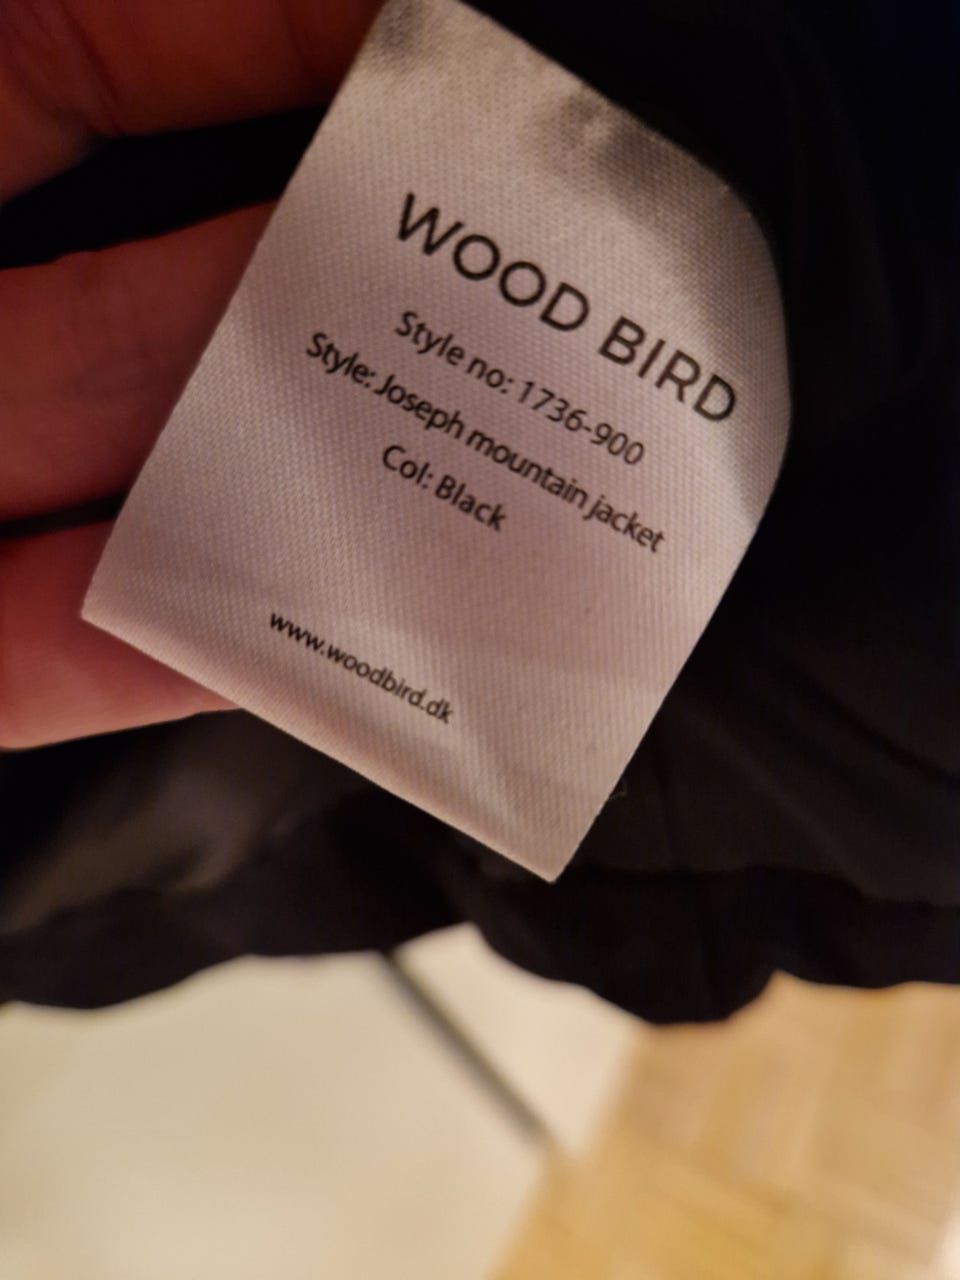 WOOD BIRD
Style no: 1736-900
Style: Joseph mountain jacket
Col: Black
www.woodbird.dk